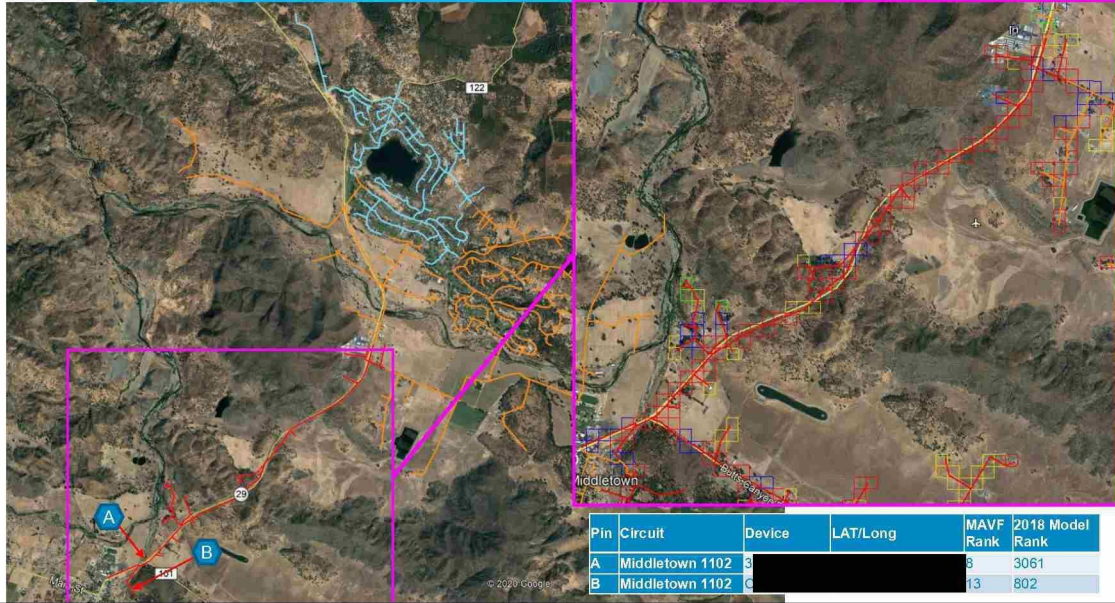 122
29
A
B
101
© 2020 Google
Middletown
Butts Canyon
Pin Circuit Device LAT/Long MAVF Rank 2018 Model Rank
A Middletown 1102 3 8 3061
B Middletown 1102 C 13 802